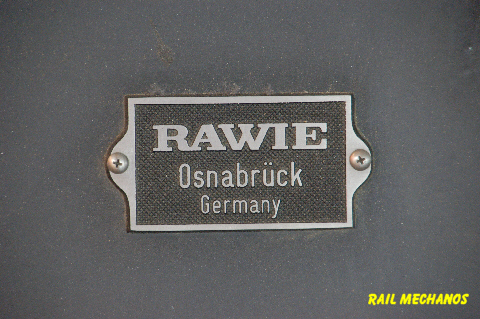 RAWIE
Osnabrück
Germany
RAIL MECHANOS